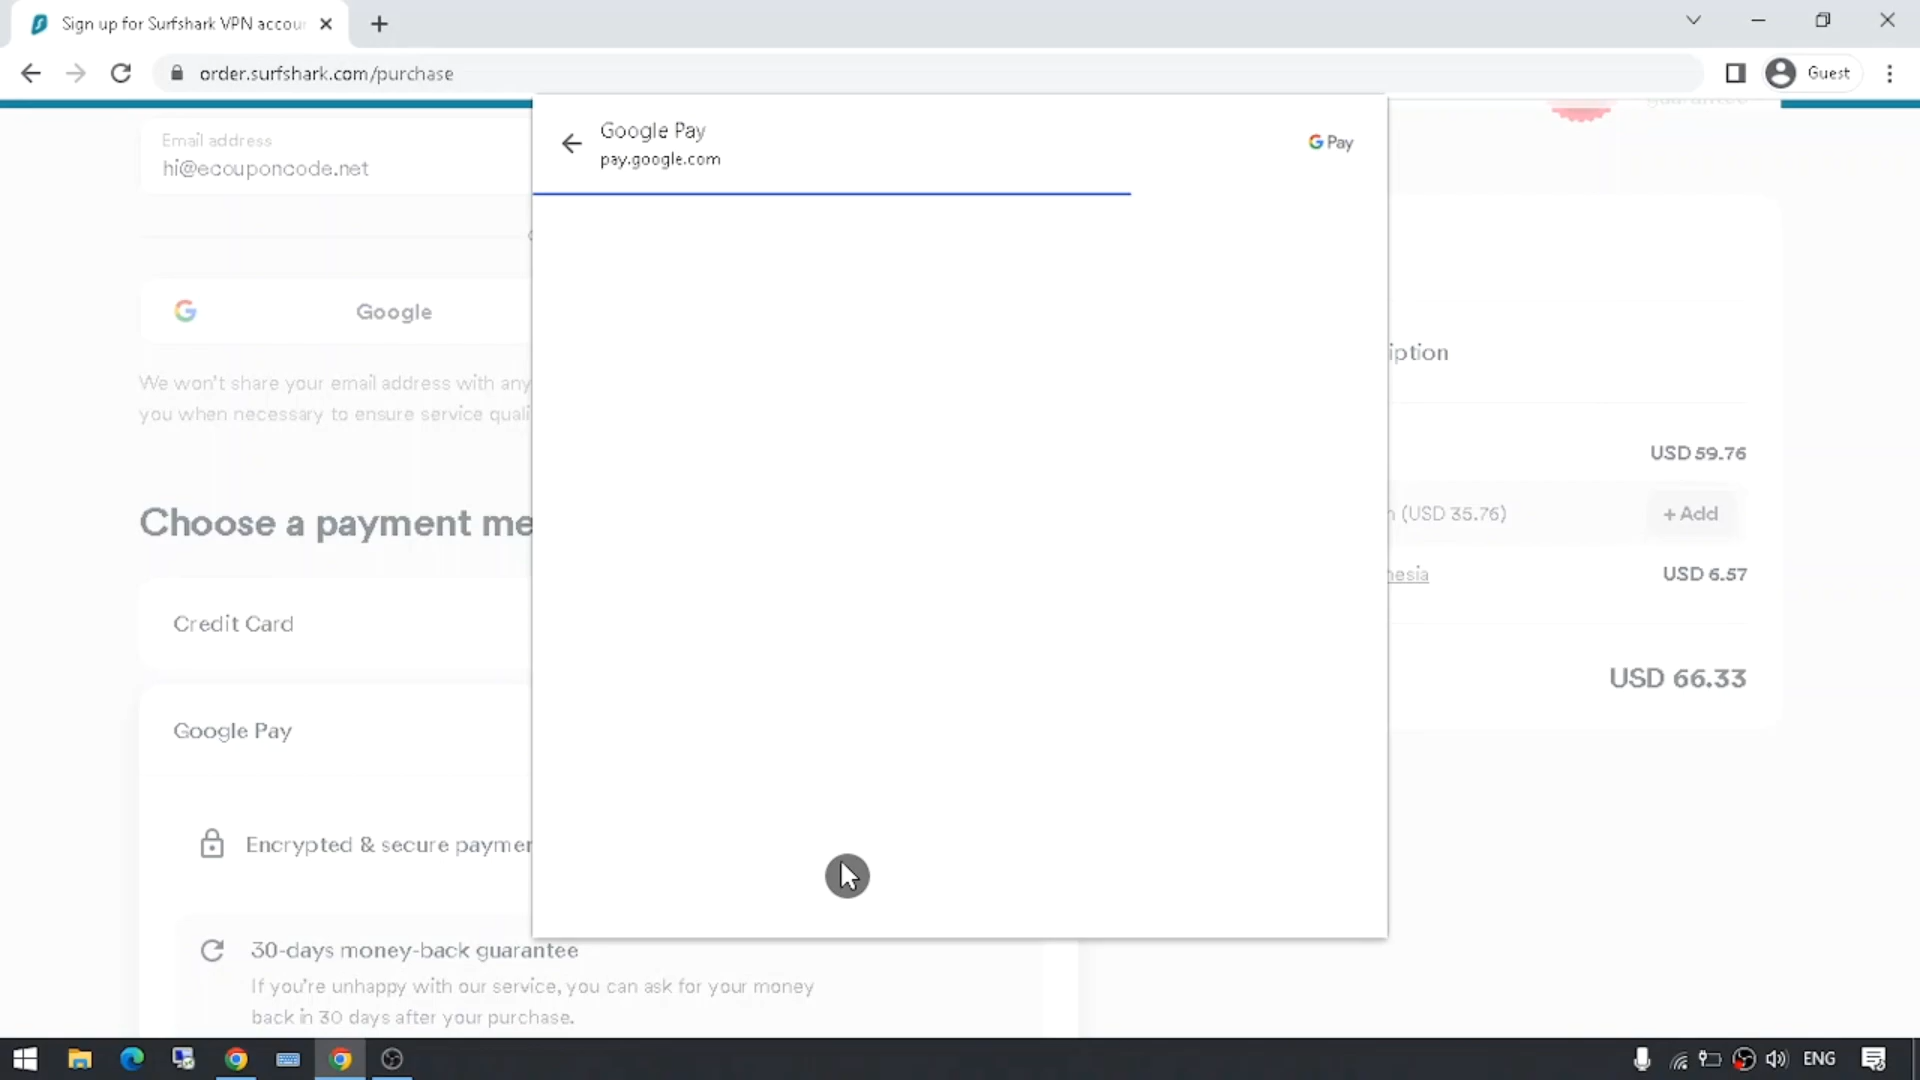 Sign up for Surfshark VPN accou
order.surfshark.com/purchase
Guest
Google Pay
pay.google.com
G Pay
guarantee
Email address
hi@ecouponcode.net
Google
We won't share your email address with any
you when necessary to ensure service quali
iption
USD 59.76
n (USD 35.76)
+ Add
nesia
USD 6.57
USD 66.33
Choose a payment me
Credit Card
Google Pay
Encrypted & secure paymen
30-days money-back guarantee
If you're unhappy with our service, you can ask for your money
back in 30 days after your purchase.
ENG